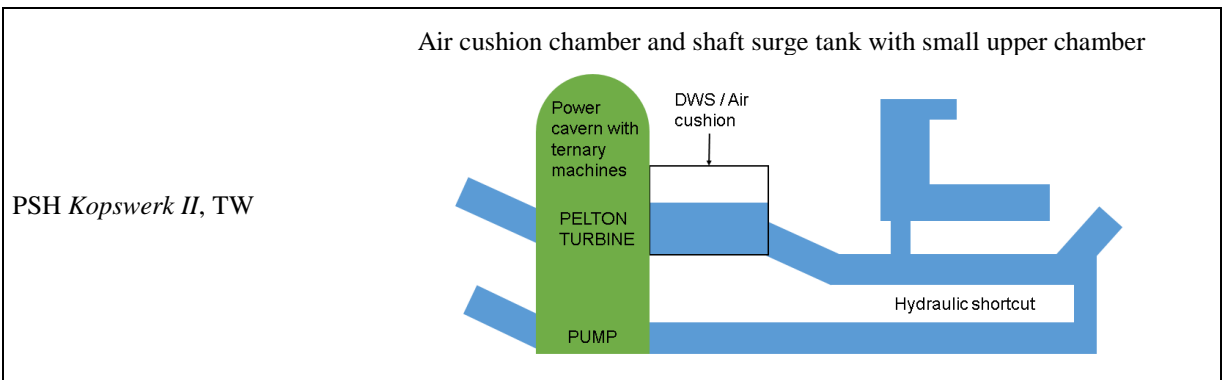 Air cushion chamber and shaft surge tank with small upper chamber
Power
cavern with
ternary
machines
DWS / Air
cushion
PSH Kopswerk II, TW
PELTON
TURBINE
Hydraulic shortcut
PUMP